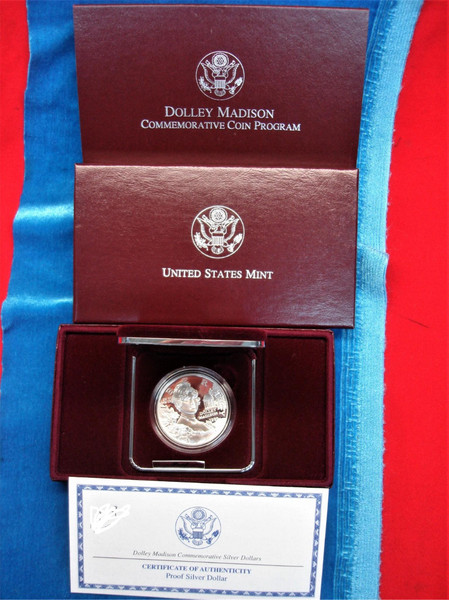 DOLLEY MADISON
COMMEMORATIVE COIN PROGRAM
UNITED STATES MINT
Dolley Madison Commemorative Silver Dollars
CERTIFICATE OF AUTHENTICITY
Proof Silver Dollar